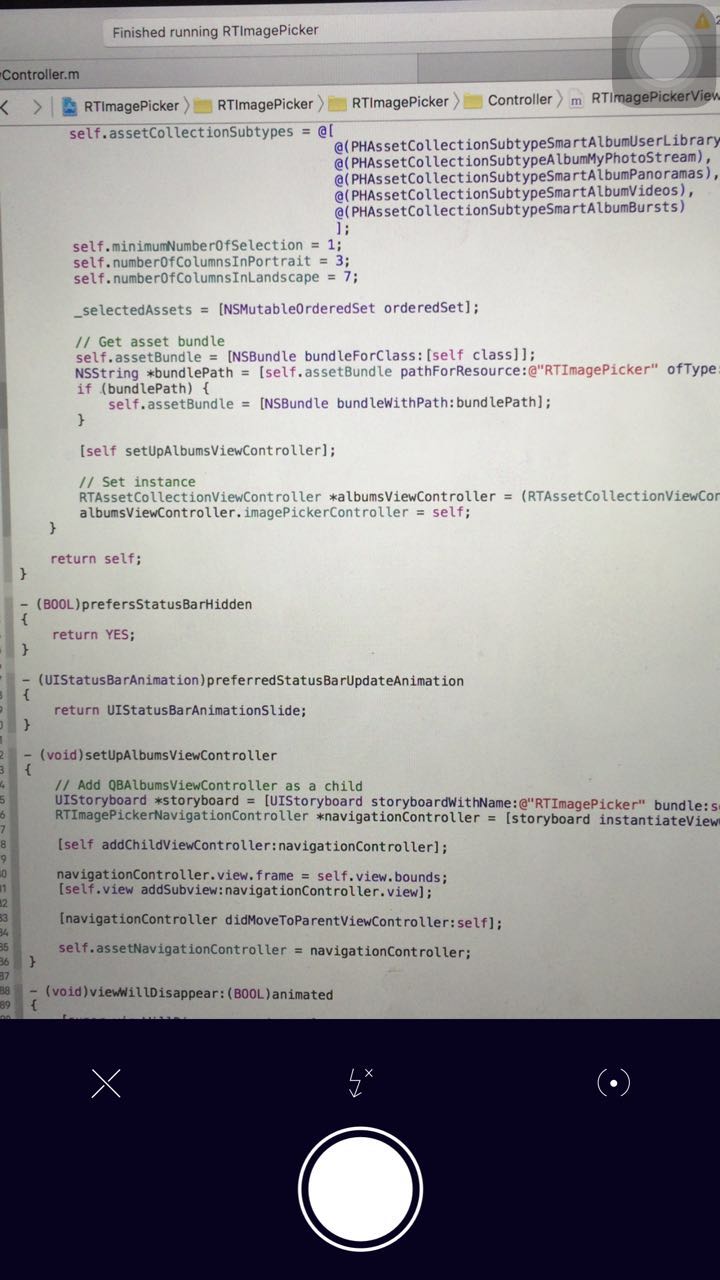 Finished running RTImagePicker
Controller.m
RTImagePicker RTImagePicker RTImagePicker Controller m RTImagePickerView
self.assetCollectionSubtypes = @[
@(PHAssetCollectionSubtypeSmartAlbumUserLibrary
@(PHAssetCollectionSubtypeAlbumMyPhotoStream),
@(PHAssetCollectionSubtypeSmartAlbumPanoramas),
@(PHAssetCollectionSubtypeSmartAlbumVideos),
@(PHAssetCollectionSubtypeSmartAlbumBursts)
];
self.minimumNumberOfSelection = 1;
self.numberOfColumnsInPortrait = 3;
self.numberOfColumnsInLandscape = 7;
_selectedAssets = [NSMutableOrderedSet orderedSet];
// Get asset bundle
self.assetBundle = [NSBundle bundleForClass:[self class]];
NSString *bundlePath = [self.assetBundle pathForResource:@"RTImagePicker" ofType:
if (bundlePath) {
self.assetBundle = [NSBundle bundleWithPath:bundlePath];
}
[self setUpAlbumsViewController];
// Set instance
RTAssetCollectionViewController *albumsViewController = (RTAssetCollectionViewCon
albumsViewController.imagePickerController = self;
}
return self;
}
- (BOOL)prefersStatusBarHidden
{
return YES;
}
- (UIStatusBarAnimation)preferredStatusBarUpdateAnimation
{
return UIStatusBarAnimationSlide;
}
- (void)setUpAlbumsViewController
{
// Add QBAlbumsViewController as a child
UIStoryboard *storyboard = [UIStoryboard storyboardWithName:@"RTImagePicker" bundle:s
RTImagePickerNavigationController *navigationController = [storyboard instantiateView
[self addChildViewController:navigationController];
navigationController.view.frame = self.view.bounds;
[self.view addSubview:navigationController.view];
[navigationController didMoveToParentViewController:self];
self.assetNavigationController = navigationController;
}
- (void)viewWillDisappear:(BOOL)animated
{